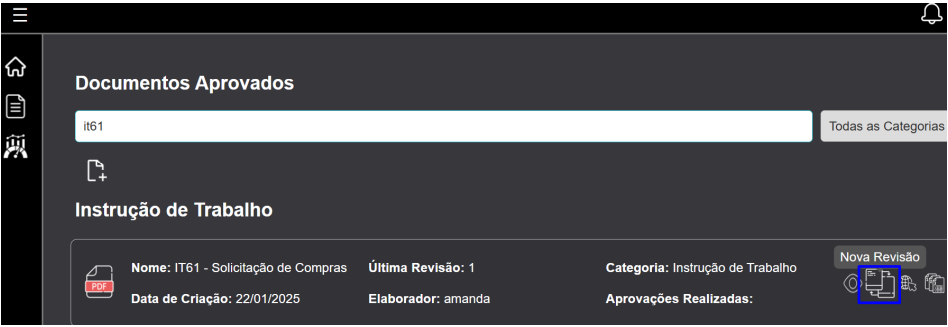 Documentos Aprovados
it61
Todas as Categorias
Instrução de Trabalho
Nova Revisão
Nome: IT61 - Solicitação de Compras Última Revisão: 1 Categoria: Instrução de Trabalho
PDF
Data de Criação: 22/01/2025 Elaborador: amanda Aprovações Realizadas: